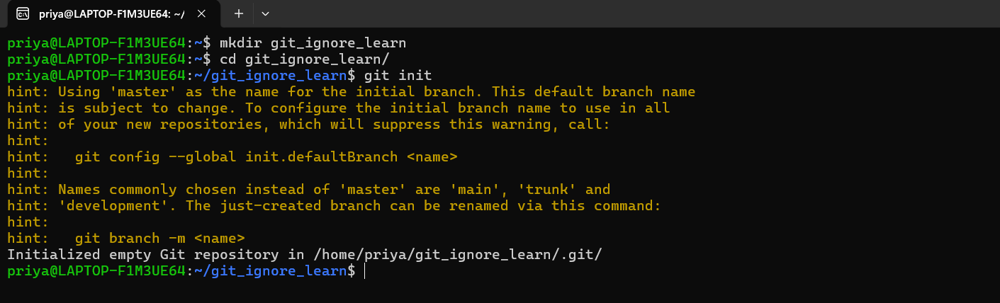 priya@LAPTOP-F1M3UE64: ~/
priya@LAPTOP-F1M3UE64:~$ mkdir git_ignore_learn
priya@LAPTOP-F1M3UE64:~$ cd git_ignore_learn/
priya@LAPTOP-F1M3UE64:~/git_ignore_learn$ git init
hint: Using 'master' as the name for the initial branch. This default branch name
hint: is subject to change. To configure the initial branch name to use in all
hint: of your new repositories, which will suppress this warning, call:
hint:
hint:   git config --global init.defaultBranch <name>
hint:
hint: Names commonly chosen instead of 'master' are 'main', 'trunk' and
hint: 'development'. The just-created branch can be renamed via this command:
hint:
hint:   git branch -m <name>
Initialized empty Git repository in /home/priya/git_ignore_learn/.git/
priya@LAPTOP-F1M3UE64:~/git_ignore_learn$